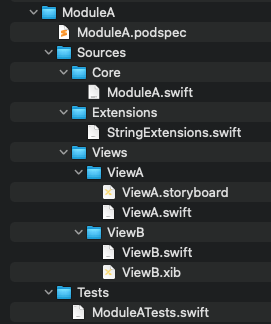 ModuleA
ModuleA.podspec
Sources
Core
ModuleA.swift
Extensions
StringExtensions.swift
Views
ViewA
ViewA.storyboard
ViewA.swift
ViewB
ViewB.swift
ViewB.xib
Tests
ModuleATests.swift